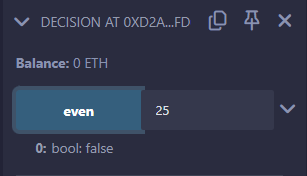 DECISION AT 0XD2A...FD
Balance: 0 ETH
even 25
0: bool: false